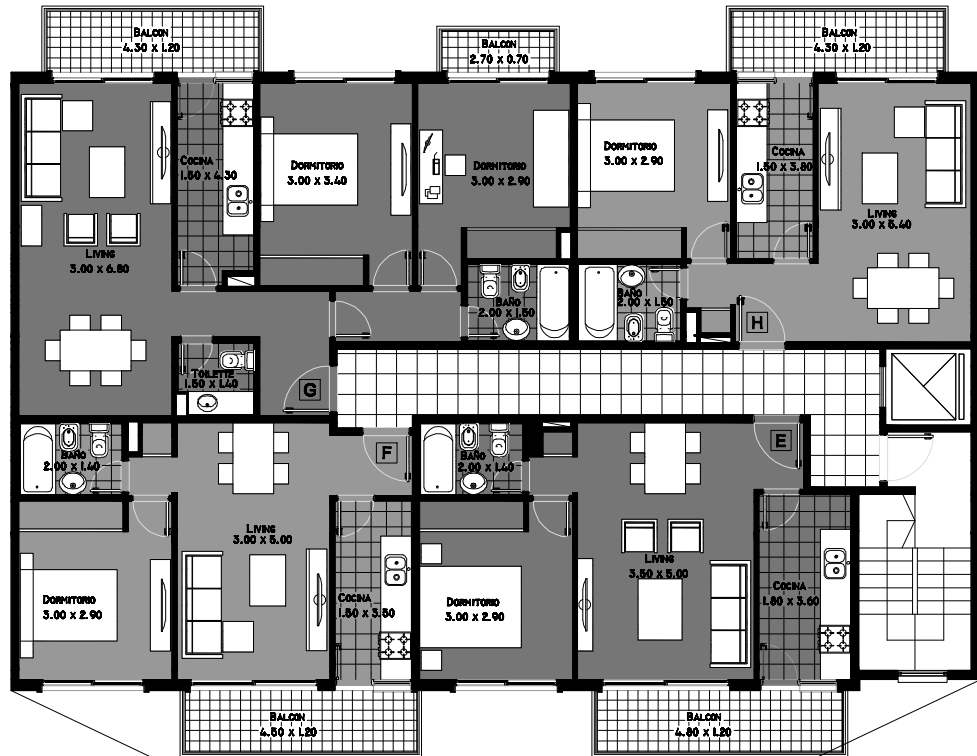 BALCON
4.30 x 1.20
BALCON
2.70 x 0.70
BALCON
4.30 x 1.20
COCINA
1.50 x 4.30
DORMITORIO
3.00 x 3.40
DORMITORIO
3.00 x 2.90
DORMITORIO
3.00 x 2.90
COCINA
1.50 x 3.80
LIVING
3.00 x 5.40
LIVING
3.00 x 6.80
BAÑO
2.00 x 1.50
BAÑO
2.00 x 1.50
H
TOILETTE
1.50 x 1.40
G
BAÑO
2.00 x 1.40
F
BAÑO
2.00 x 1.40
E
LIVING
3.00 x 5.00
LIVING
3.50 x 5.00
DORMITORIO
3.00 x 2.90
COCINA
1.50 x 3.50
DORMITORIO
3.00 x 2.90
COCINA
1.80 x 3.60
BALCON
4.50 x 1.20
BALCON
4.80 x 1.20